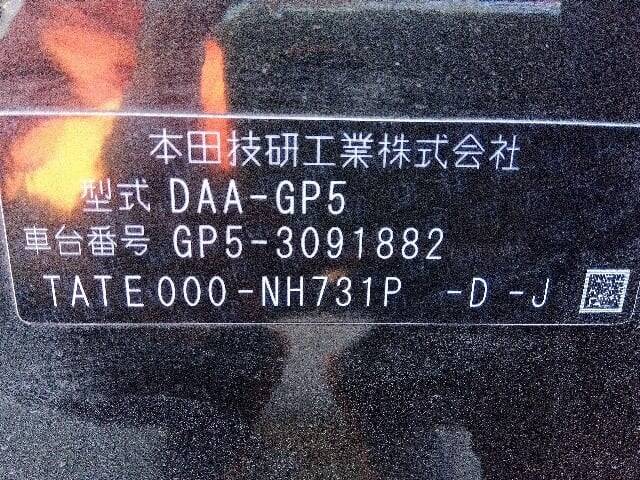 本田技研工業株式会社
型式 DAA-GP5
車台番号 GP5-3091882
TATE000-NH731P -D -J